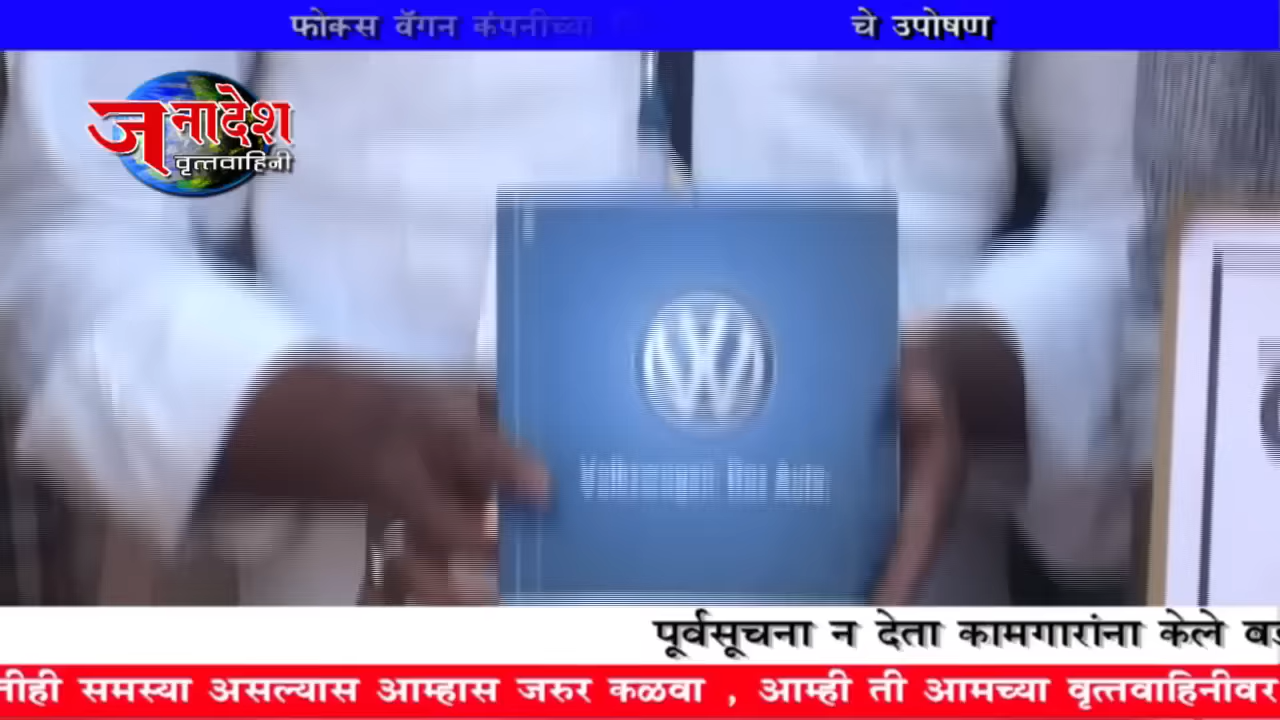 फोक्स वॅगन कंपनीच्या
चे उपोषण
जनादेश
वृत्तवाहिनी
Volkswagen Das Auto.
पूर्वसूचना न देता कामगारांना केले
समस्या असल्यास आम्हास जरुर कळवा , आम्ही ती आमच्या वृत्तवाहिनीवर